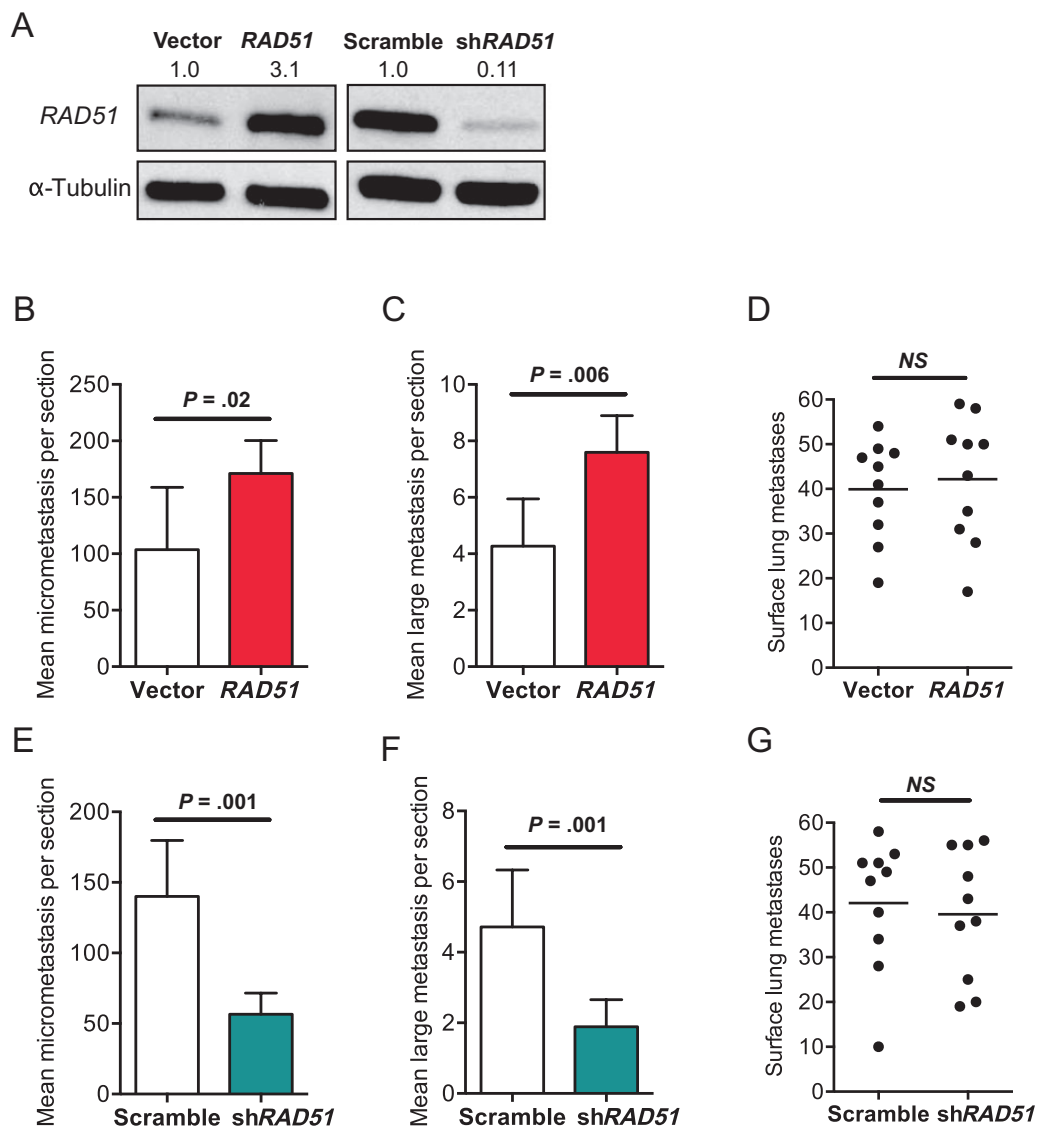 A
Vector RAD51 Scramble shRAD51
1.0 3.1 1.0 0.11
RAD51
α-Tubulin
B
Mean micrometastasis per section
P = .02
250
200
150
100
50
0
Vector RAD51
C
Mean large metastasis per section
P = .006
10
8
6
4
2
0
Vector RAD51
D
Surface lung metastases
NS
60
50
40
30
20
10
0
Vector RAD51
E
Mean micrometastasis per section
P = .001
200
150
100
50
0
Scramble shRAD51
F
Mean large metastasis per section
P = .001
8
6
4
2
0
Scramble shRAD51
G
Surface lung metastases
NS
60
50
40
30
20
10
0
Scramble shRAD51